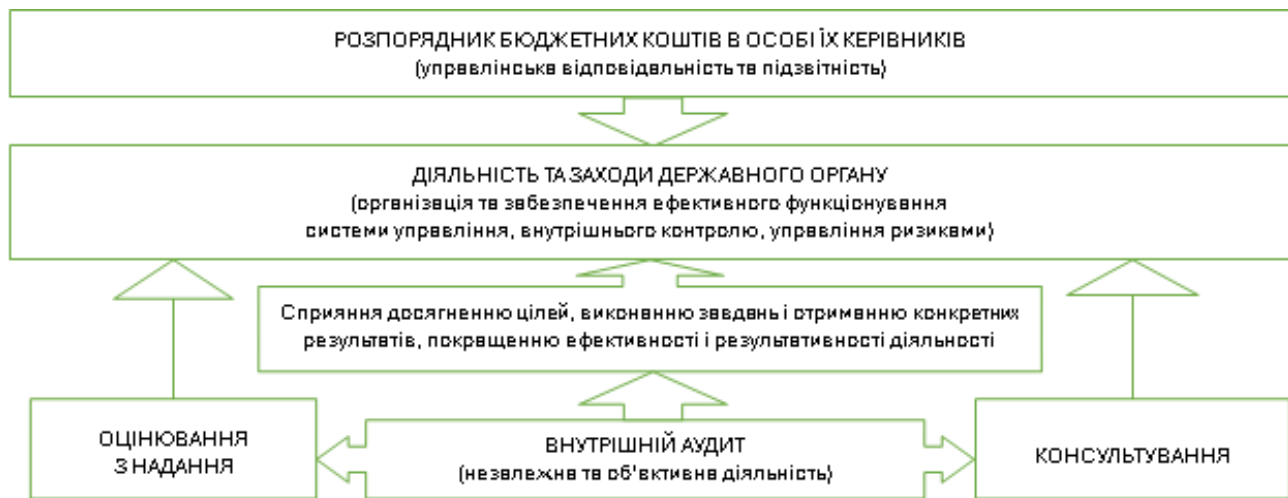 РОЗПОРЯДНИК БЮДЖЕТНИХ КОШТІВ В ОСОБІ ЇХ КЕРІВНИКІВ
(управлінська відповідальність та підзвітність)
ДІЯЛЬНІСТЬ ТА ЗАХОДИ ДЕРЖАВНОГО ОРГАНУ
(організація та забезпечення ефективного функціонування
системи управління, внутрішнього контролю, управління ризиками)
Сприяння досягненню цілей, виконанню завдань і отриманню конкретних
результатів, покращенню ефективності і результативності діяльності
ОЦІНЮВАННЯ
З НАДАННЯ
ВНУТРІШНІЙ АУДИТ
(незалежна та об'єктивна діяльність)
КОНСУЛЬТУВАННЯ